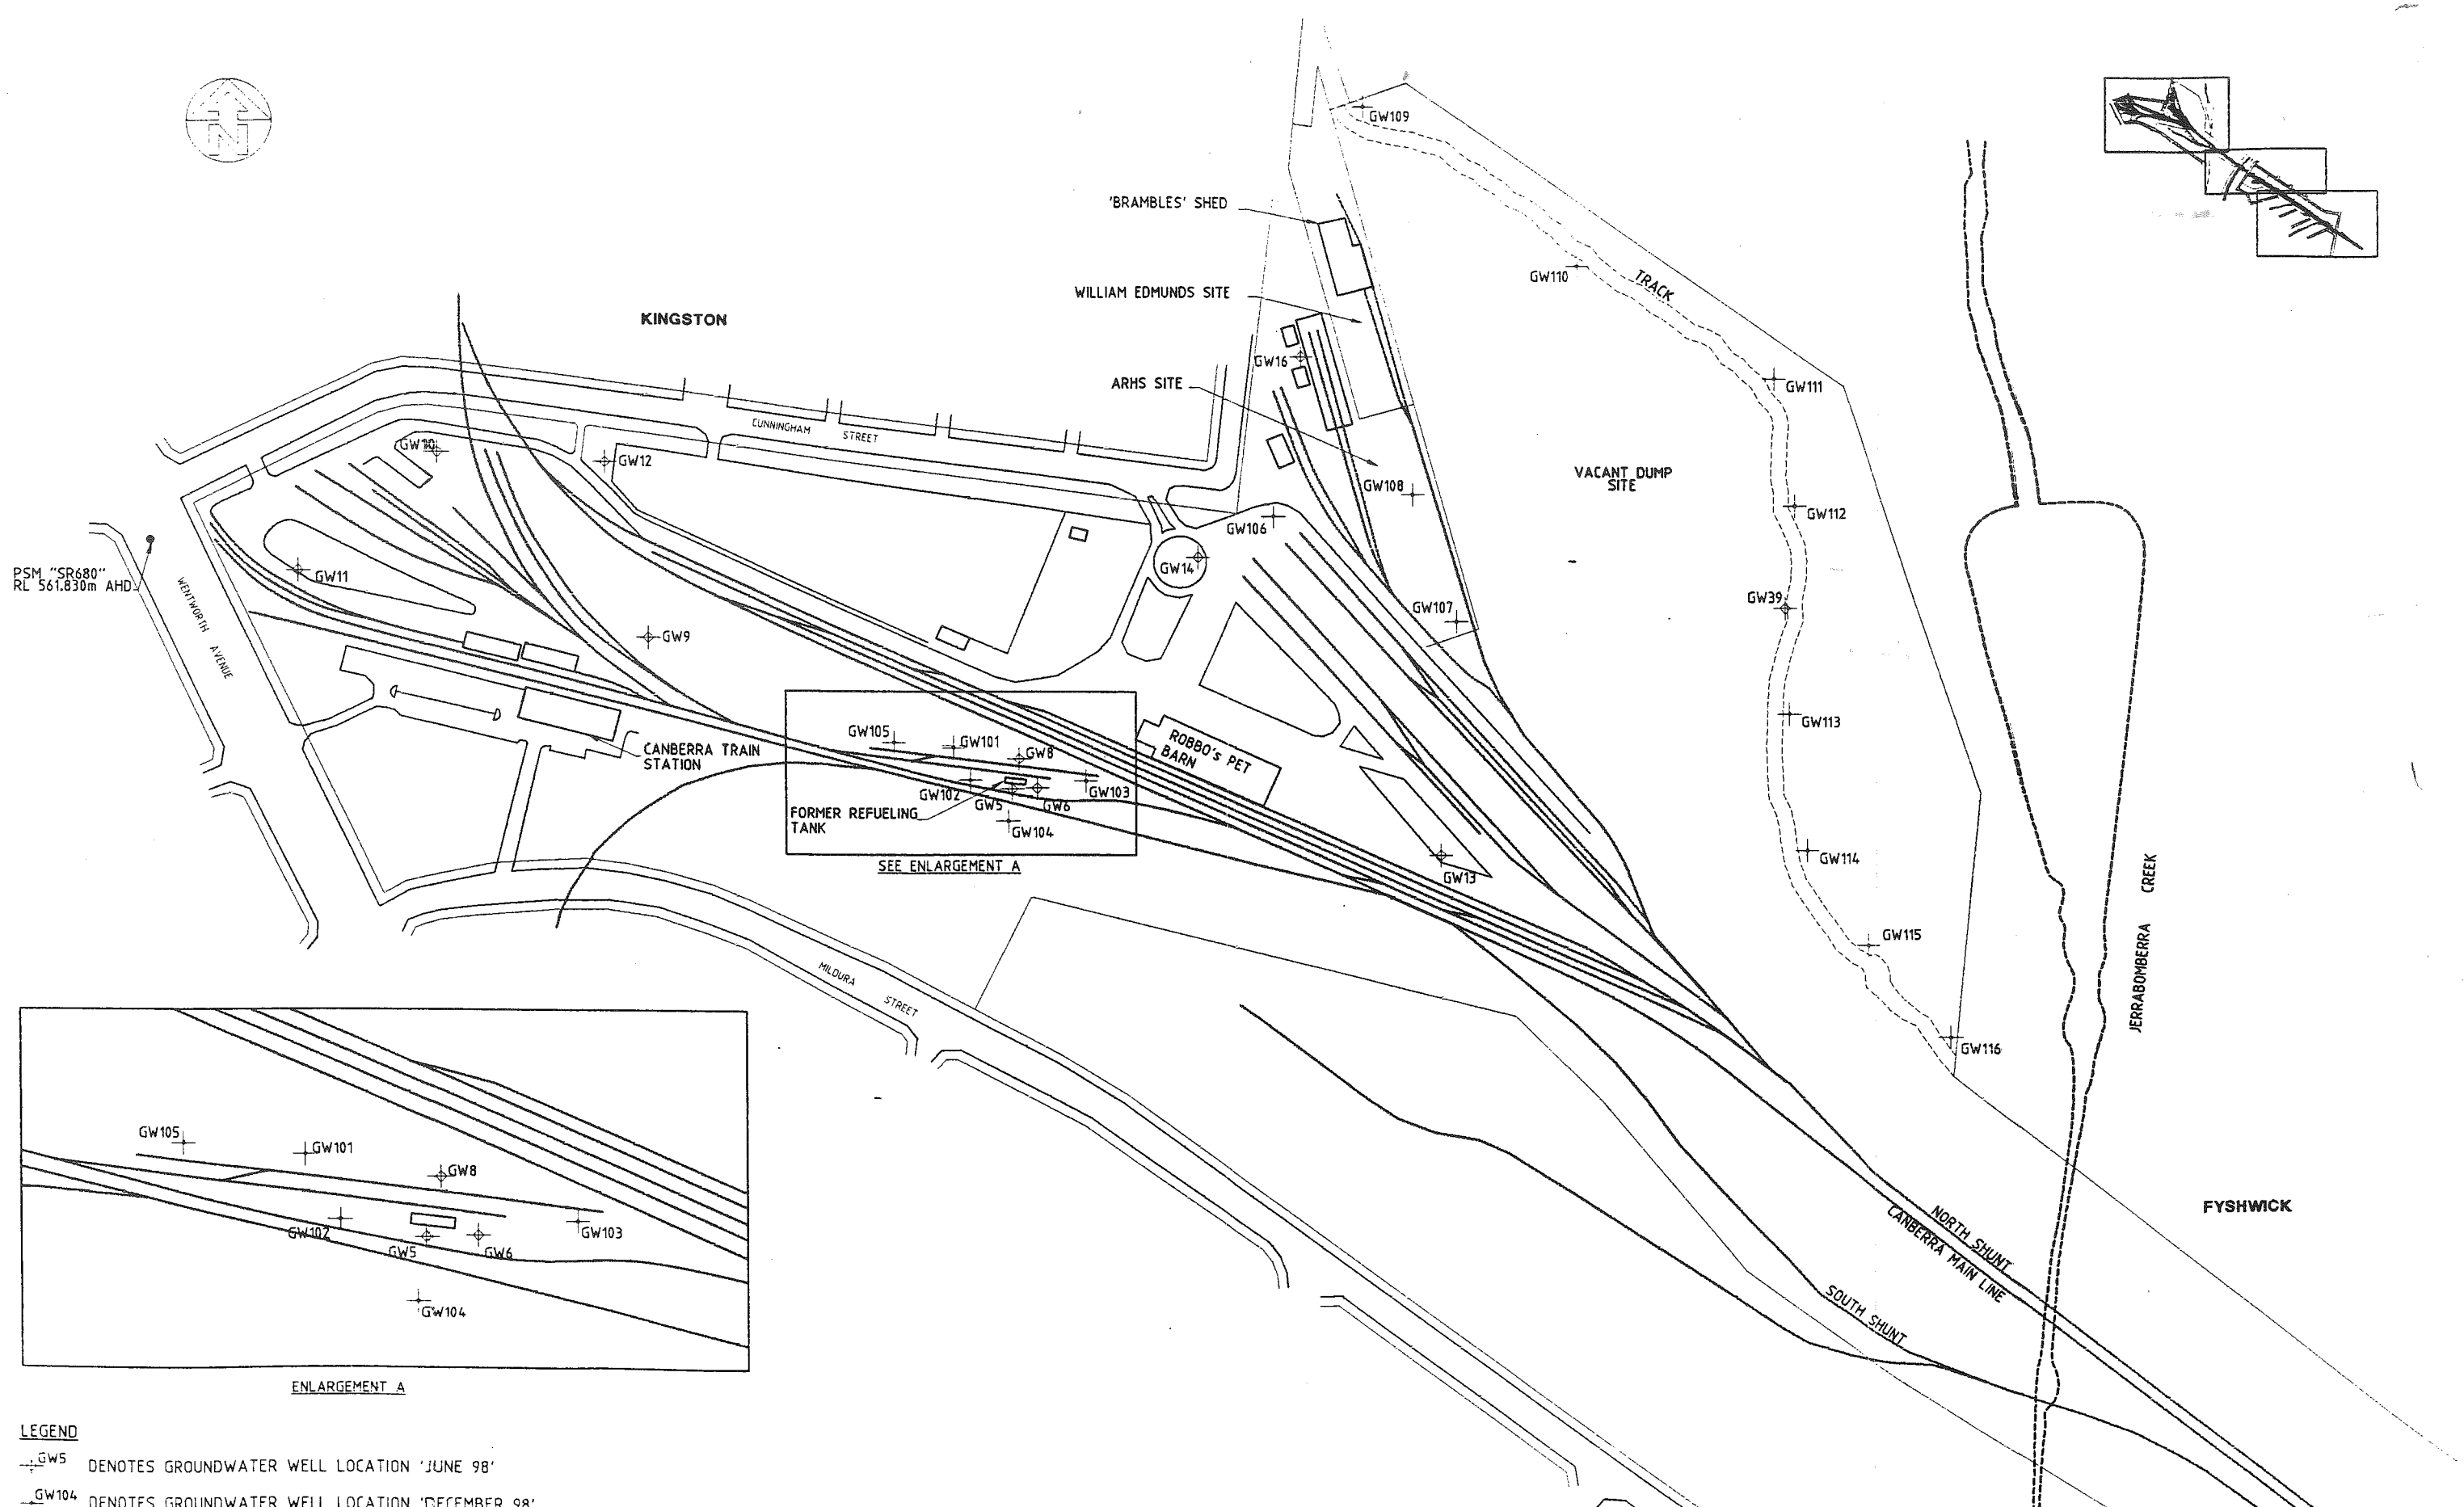 N
GW109
'BRAMBLES' SHED
WILLIAM EDMUNDS SITE
GW110
TRACK
KINGSTON
GW16
ARHS SITE
GW111
CUNNINGHAM STREET
GW10
GW12
VACANT DUMP
SITE
GW108
GW106
GW112
PSM "SR680"
RL 561.830m AHD
GW11
GW14
WENTWORTH AVENUE
GW107
GW39
GW9
GW113
CANBERRA TRAIN
STATION
GW105
GW101
GW8
ROBBO's PET
BARN
GW102
GW5
GW6
GW103
FORMER REFUELING
TANK
GW104
SEE ENLARGEMENT A
GW13
GW114
JERRABOMBERRA CREEK
GW115
MILDURA STREET
GW116
GW105
GW101
GW8
GW102
GW5
GW6
GW103
GW104
FYSHWICK
NORTH SHUNT
CANBERRA MAIN LINE
SOUTH SHUNT
ENLARGEMENT A
LEGEND
GW5 DENOTES GROUNDWATER WELL LOCATION 'JUNE 98'
GW104 DENOTES GROUNDWATER WELL LOCATION 'DECEMBER 98'